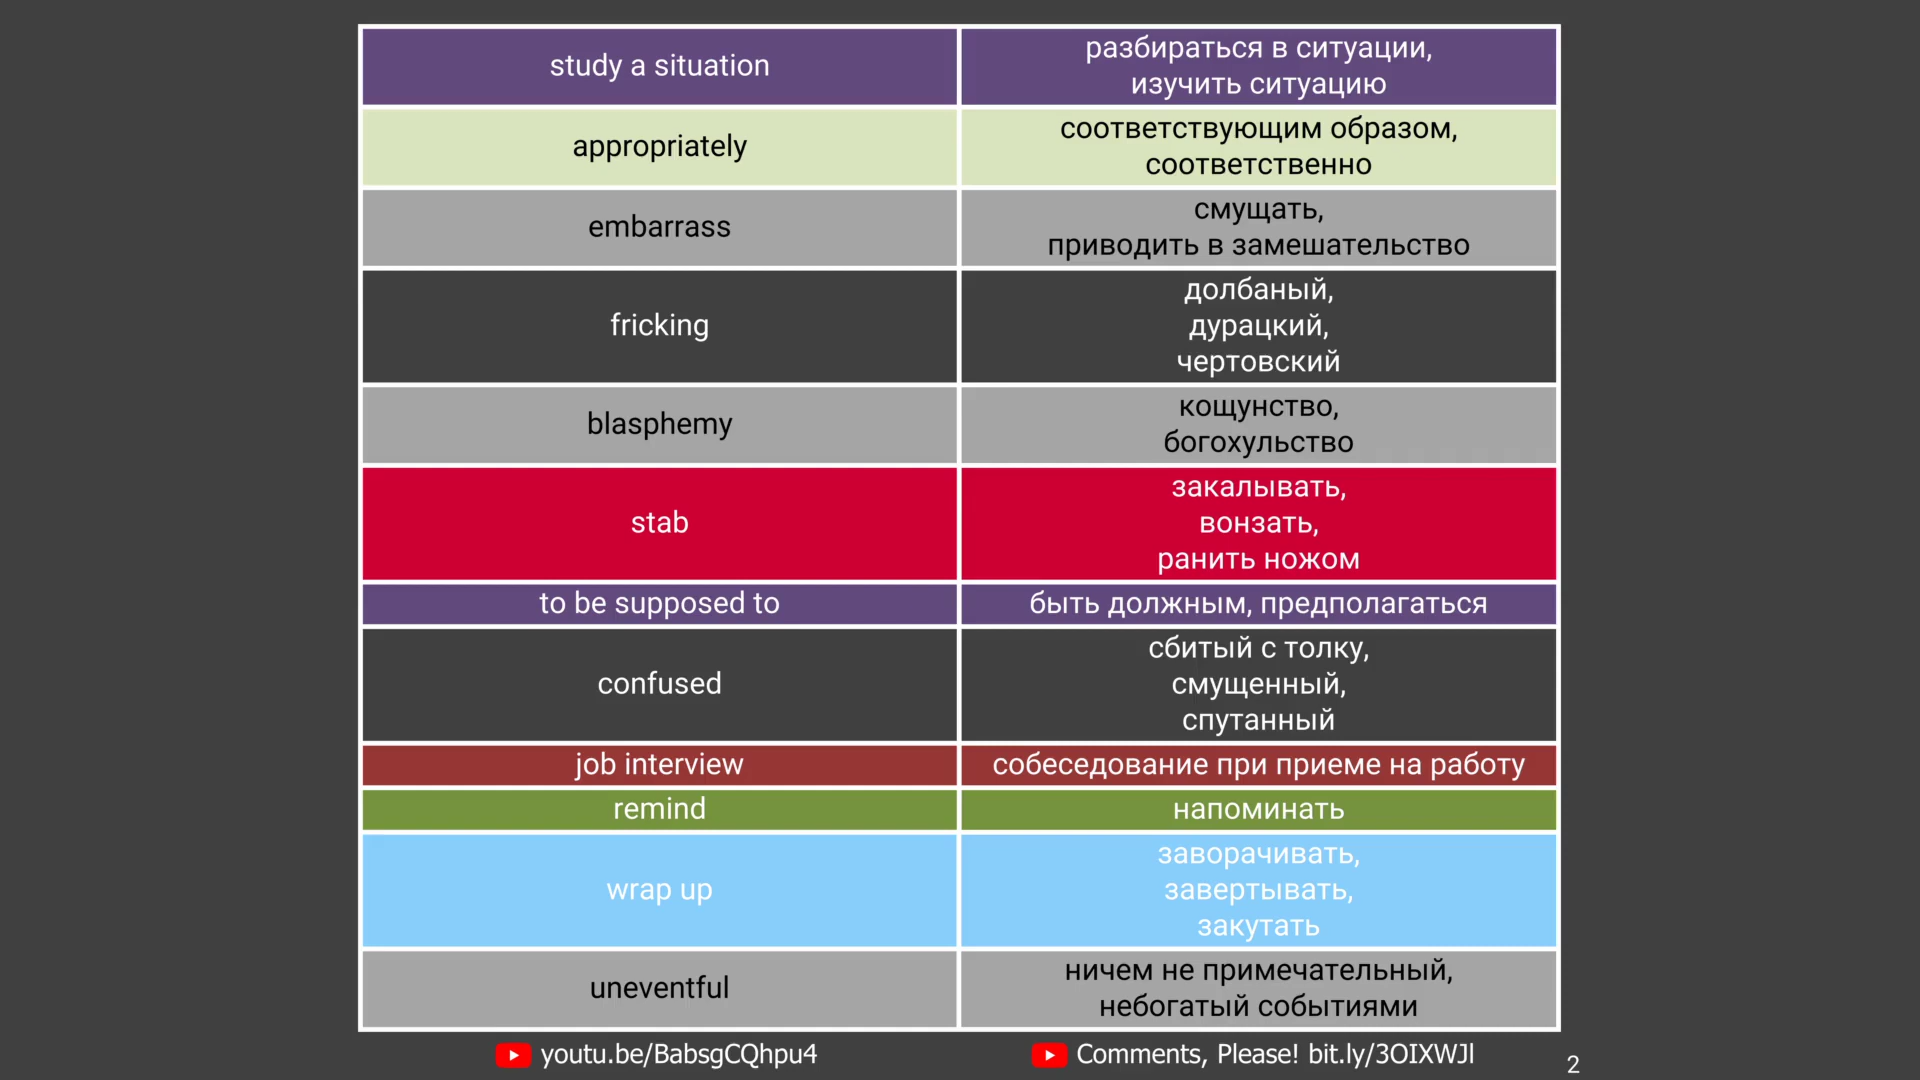 study a situation
разбираться в ситуации,
изучить ситуацию
appropriately
соответствующим образом,
соответственно
embarrass
смущать,
приводить в замешательство
fricking
долбаный,
дурацкий,
чертовский
blasphemy
кощунство,
богохульство
stab
закалывать,
вонзать,
ранить ножом
to be supposed to
быть должным, предполагаться
confused
сбитый с толку,
смущенный,
спутанный
job interview
собеседование при приеме на работу
remind
напоминать
wrap up
заворачивать,
завертывать,
закутать
uneventful
ничем не примечательный,
небогатый событиями
youtu.be/BabsgCQhpu4
Comments, Please! bit.ly/3OIXWJl
2